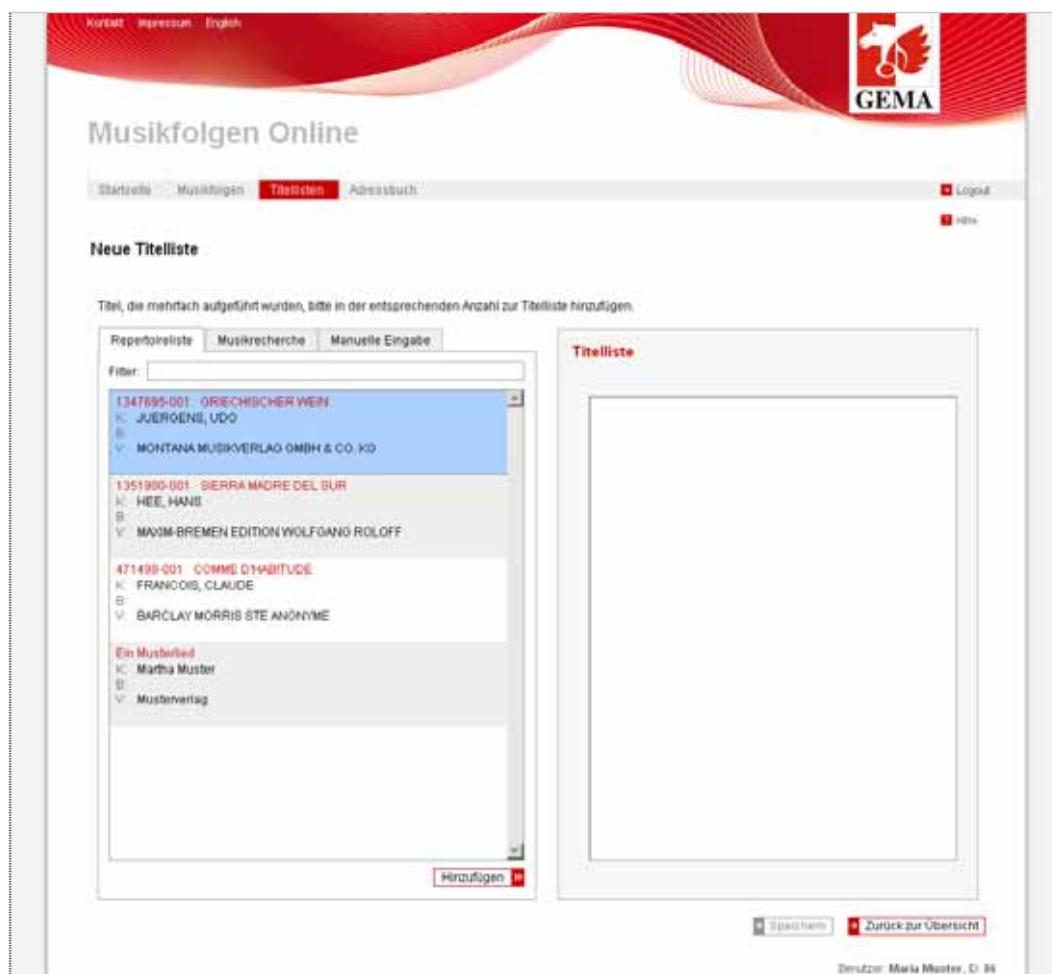 Kontakt Impressum English
GEMA
Musikfolgen Online
Startseite Musikfolgen Titellisten Adressbuch
Logout
Hilfe
Neue Titelliste
Titel, die mehrfach aufgeführt wurden, bitte in der entsprechenden Anzahl zur Titelliste hinzufügen.
Repertoireliste Musikrecherche Manuelle Eingabe
Titelliste
Filter:
1347695-001 GRIECHISCHER WEIN
K: JUERGENS, UDO
B:
V: MONTANA MUSIKVERLAG GMBH & CO. KG
1351900-001 SIERRA MADRE DEL SUR
K: HEE, HANS
B:
V: MAXIM-BREMEN EDITION WOLFGANG ROLOFF
471499-001 COMME D'HABITUDE
K: FRANCOIS, CLAUDE
B:
V: BARCLAY MORRIS STE ANONYME
Ein Musterlied
K: Martha Muster
B:
V: Musterverlag
Hinzufügen
Speichern Zurück zur Übersicht
Benutzer: Maria Muster, D: 86